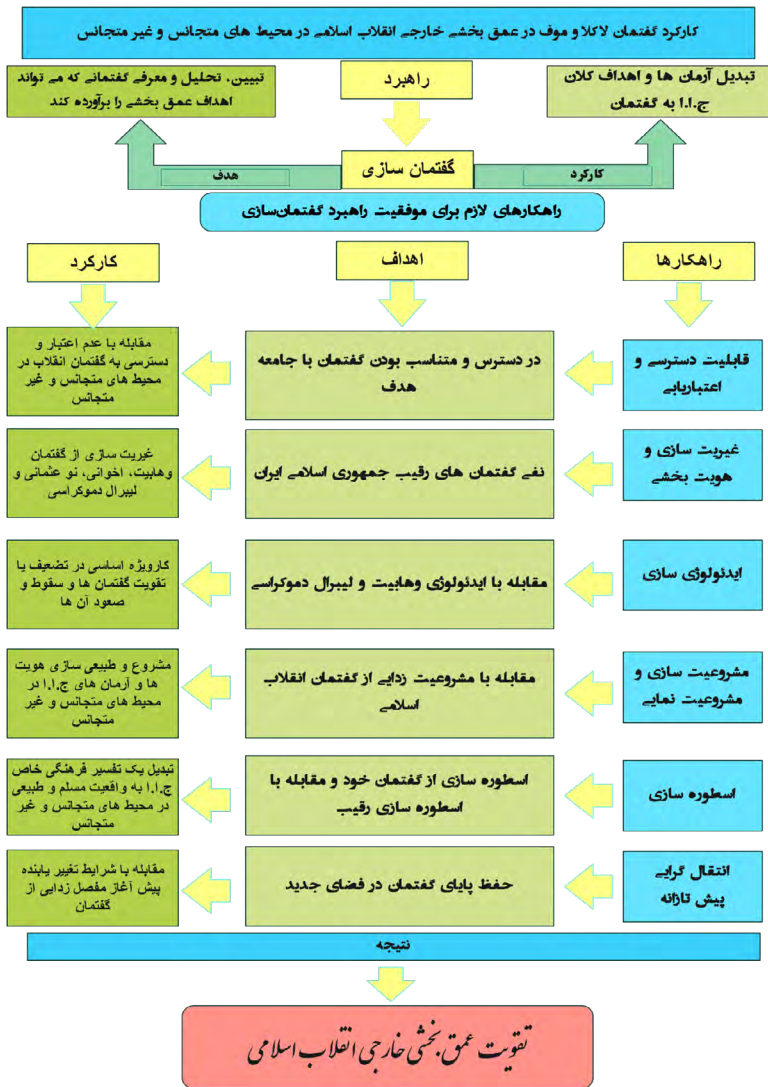 کارکرد گفتمان لاکلا و موف در عمق بخشی خارجی انقلاب اسلامی در محیط های متجانس و غیر متجانس
تبدیل آرمان ها و اهداف کلان
ج.ا.ا به گفتمان
راهبرد
تبیین، تحلیل و معرفی گفتمانی که می تواند
اهداف عمق بخشی را برآورده کند
گفتمان سازی
کارکرد
هدف
راهکارهای لازم برای موفقیت راهبرد گفتمان‌سازی
راهکارها
اهداف
کارکرد
قابلیت دسترسی و
اعتباریابی
در دسترس و متناسب بودن گفتمان با جامعه
هدف
مقابله با عدم اعتبار و
دسترسی به گفتمان انقلاب در
محیط های متجانس و غیر
متجانس
غیریت سازی و
هویت بخشی
نفی گفتمان های رقیب جمهوری اسلامی ایران
غیریت سازی از گفتمان
وهابیت، اخوانی، نو عثمانی و
لیبرال دموکراسی
ایدئولوژی سازی
مقابله با ایدئولوژی وهابیت و لیبرال دموکراسی
کارویژه اساسی در تضعیف یا
تقویت گفتمان ها و سقوط و
صعود آن ها
مشروعیت سازی و
مشروعیت نمایی
مقابله با مشروعیت زدایی از گفتمان انقلاب
اسلامی
مشروع و طبیعی سازی هویت
ها و آرمان های ج.ا.ا در
محیط های متجانس و غیر
متجانس
اسطوره سازی
اسطوره سازی از گفتمان خود و مقابله با
اسطوره سازی رقیب
تبدیل یک تفسیر فرهنگی خاص
ج.ا.ا به واقعیت مسلم و طبیعی
در محیط های متجانس و غیر
متجانس
انتقال گرایی
پیش تازانه
حفظ پایای گفتمان در فضای جدید
مقابله با شرایط تغییر یابنده
پیش آغاز مفصل زدایی از
گفتمان
نتیجه
تقویت عمق بخشی خارجی انقلاب اسلامی